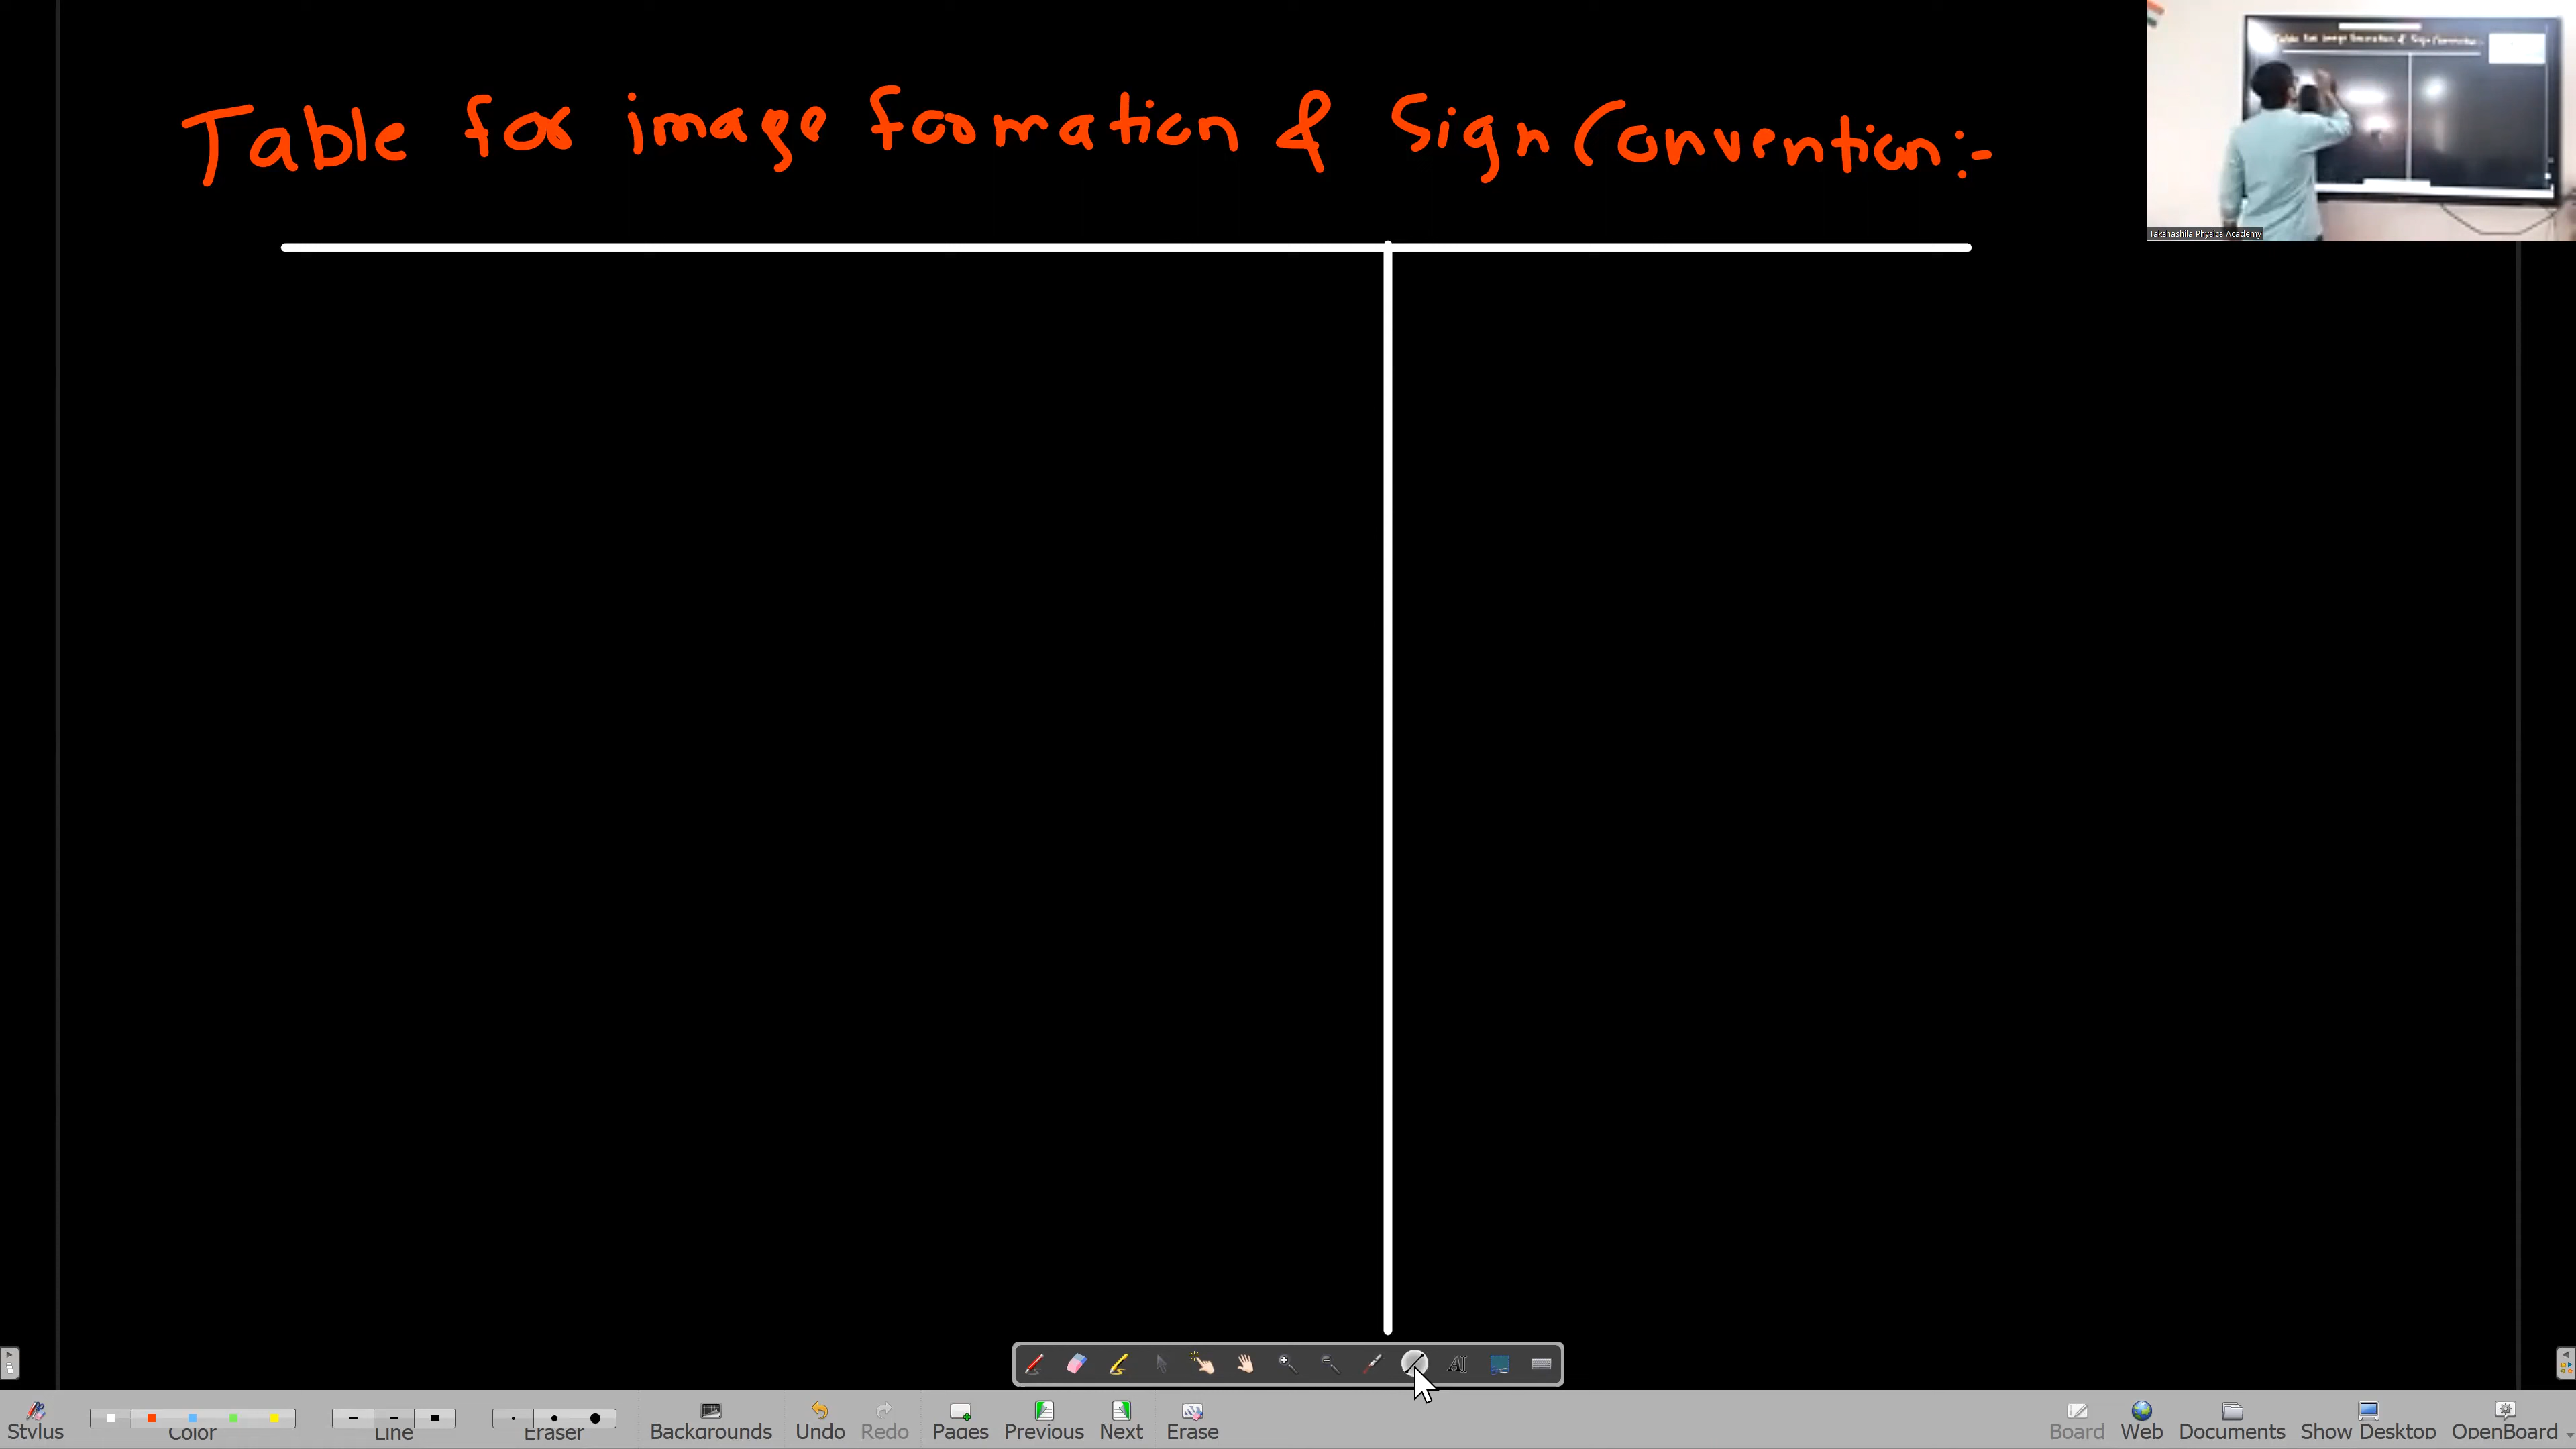 Table for image formation & Sign Convention:-
Takshashila Physics Academy
Stylus
Color
Line
Eraser
Backgrounds
Undo
Redo
Pages
Previous
Next
Erase
Board
Web
Documents
Show Desktop
OpenBoard